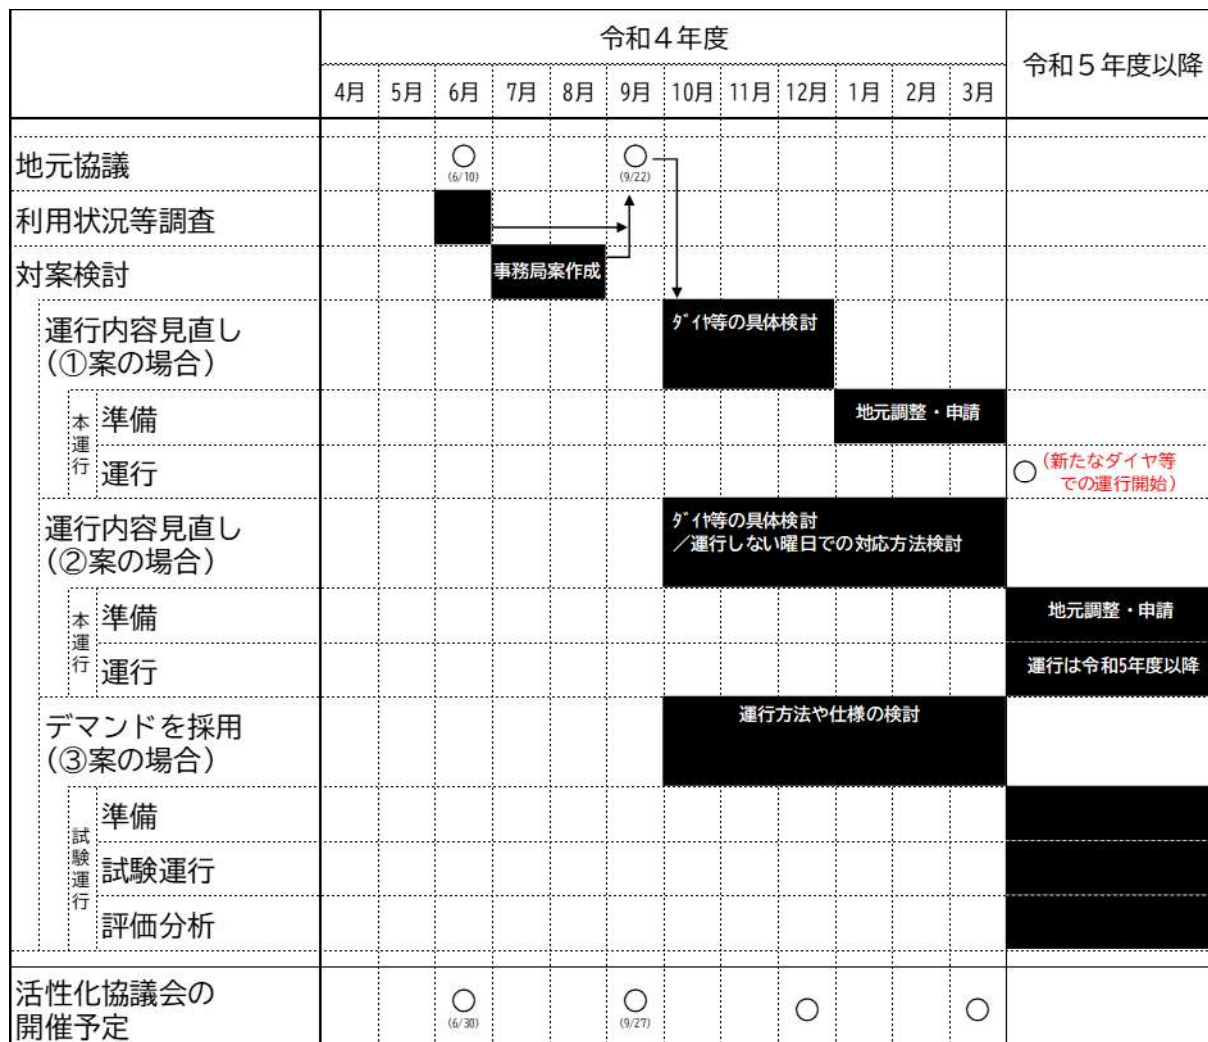 令和４年度
令和５年度以降
4月 5月 6月 7月 8月 9月 10月 11月 12月 1月 2月 3月
地元協議
○ ○
(6/10) (9/22)
利用状況等調査
対案検討
事務局案作成
運行内容見直し
(①案の場合)
ﾀﾞｲﾔ等の具体検討
本運行
準備
地元調整・申請
運行
○(新たなダイヤ等
での運行開始)
運行内容見直し
(②案の場合)
ﾀﾞｲﾔ等の具体検討
／運行しない曜日での対応方法検討
本運行
準備
地元調整・申請
運行
運行は令和5年度以降
デマンドを採用
(③案の場合)
運行方法や仕様の検討
試験運行
準備
試験運行
評価分析
活性化協議会の
開催予定
○ ○ ○ ○
(6/30) (9/27)